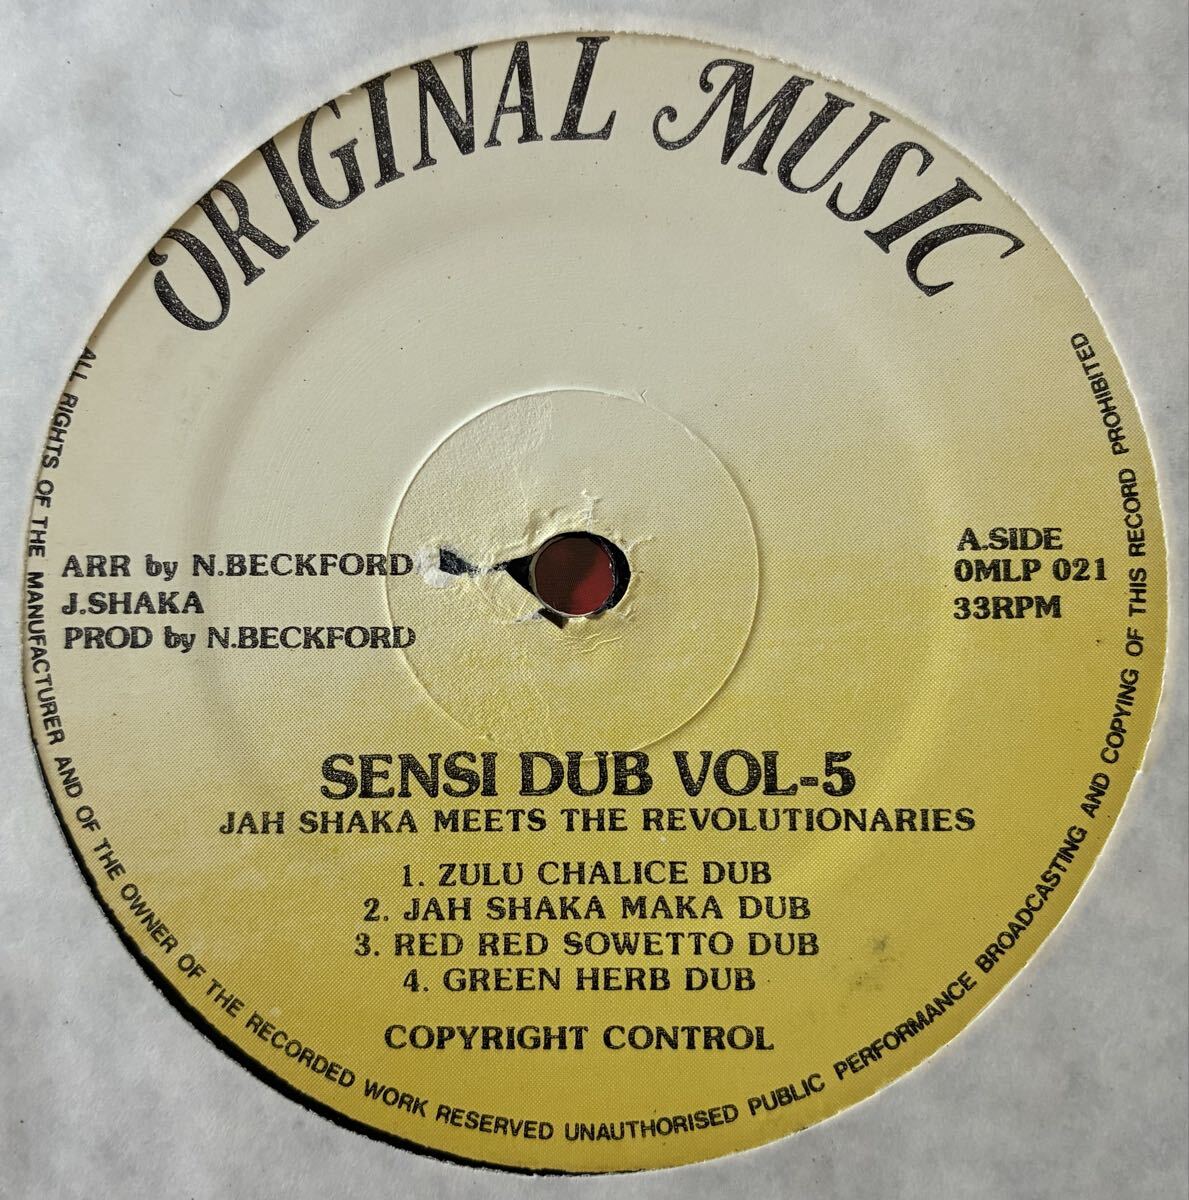 ORIGINAL MUSIC
ARR by N.BECKFORD
J.SHAKA
PROD by N.BECKFORD
A.SIDE
0MLP 021
33RPM
SENSI DUB VOL-5
JAH SHAKA MEETS THE REVOLUTIONARIES
1. ZULU CHALICE DUB
2. JAH SHAKA MAKA DUB
3. RED RED SOWETTO DUB
4. GREEN HERB DUB
COPYRIGHT CONTROL
ALL RIGHTS OF THE MANUFACTURER AND OF THE OWNER OF THE RECORDED WORK RESERVED UNAUTHORISED PUBLIC PERFORMANCE BROADCASTING AND COPYING OF THIS RECORD PROHIBITED